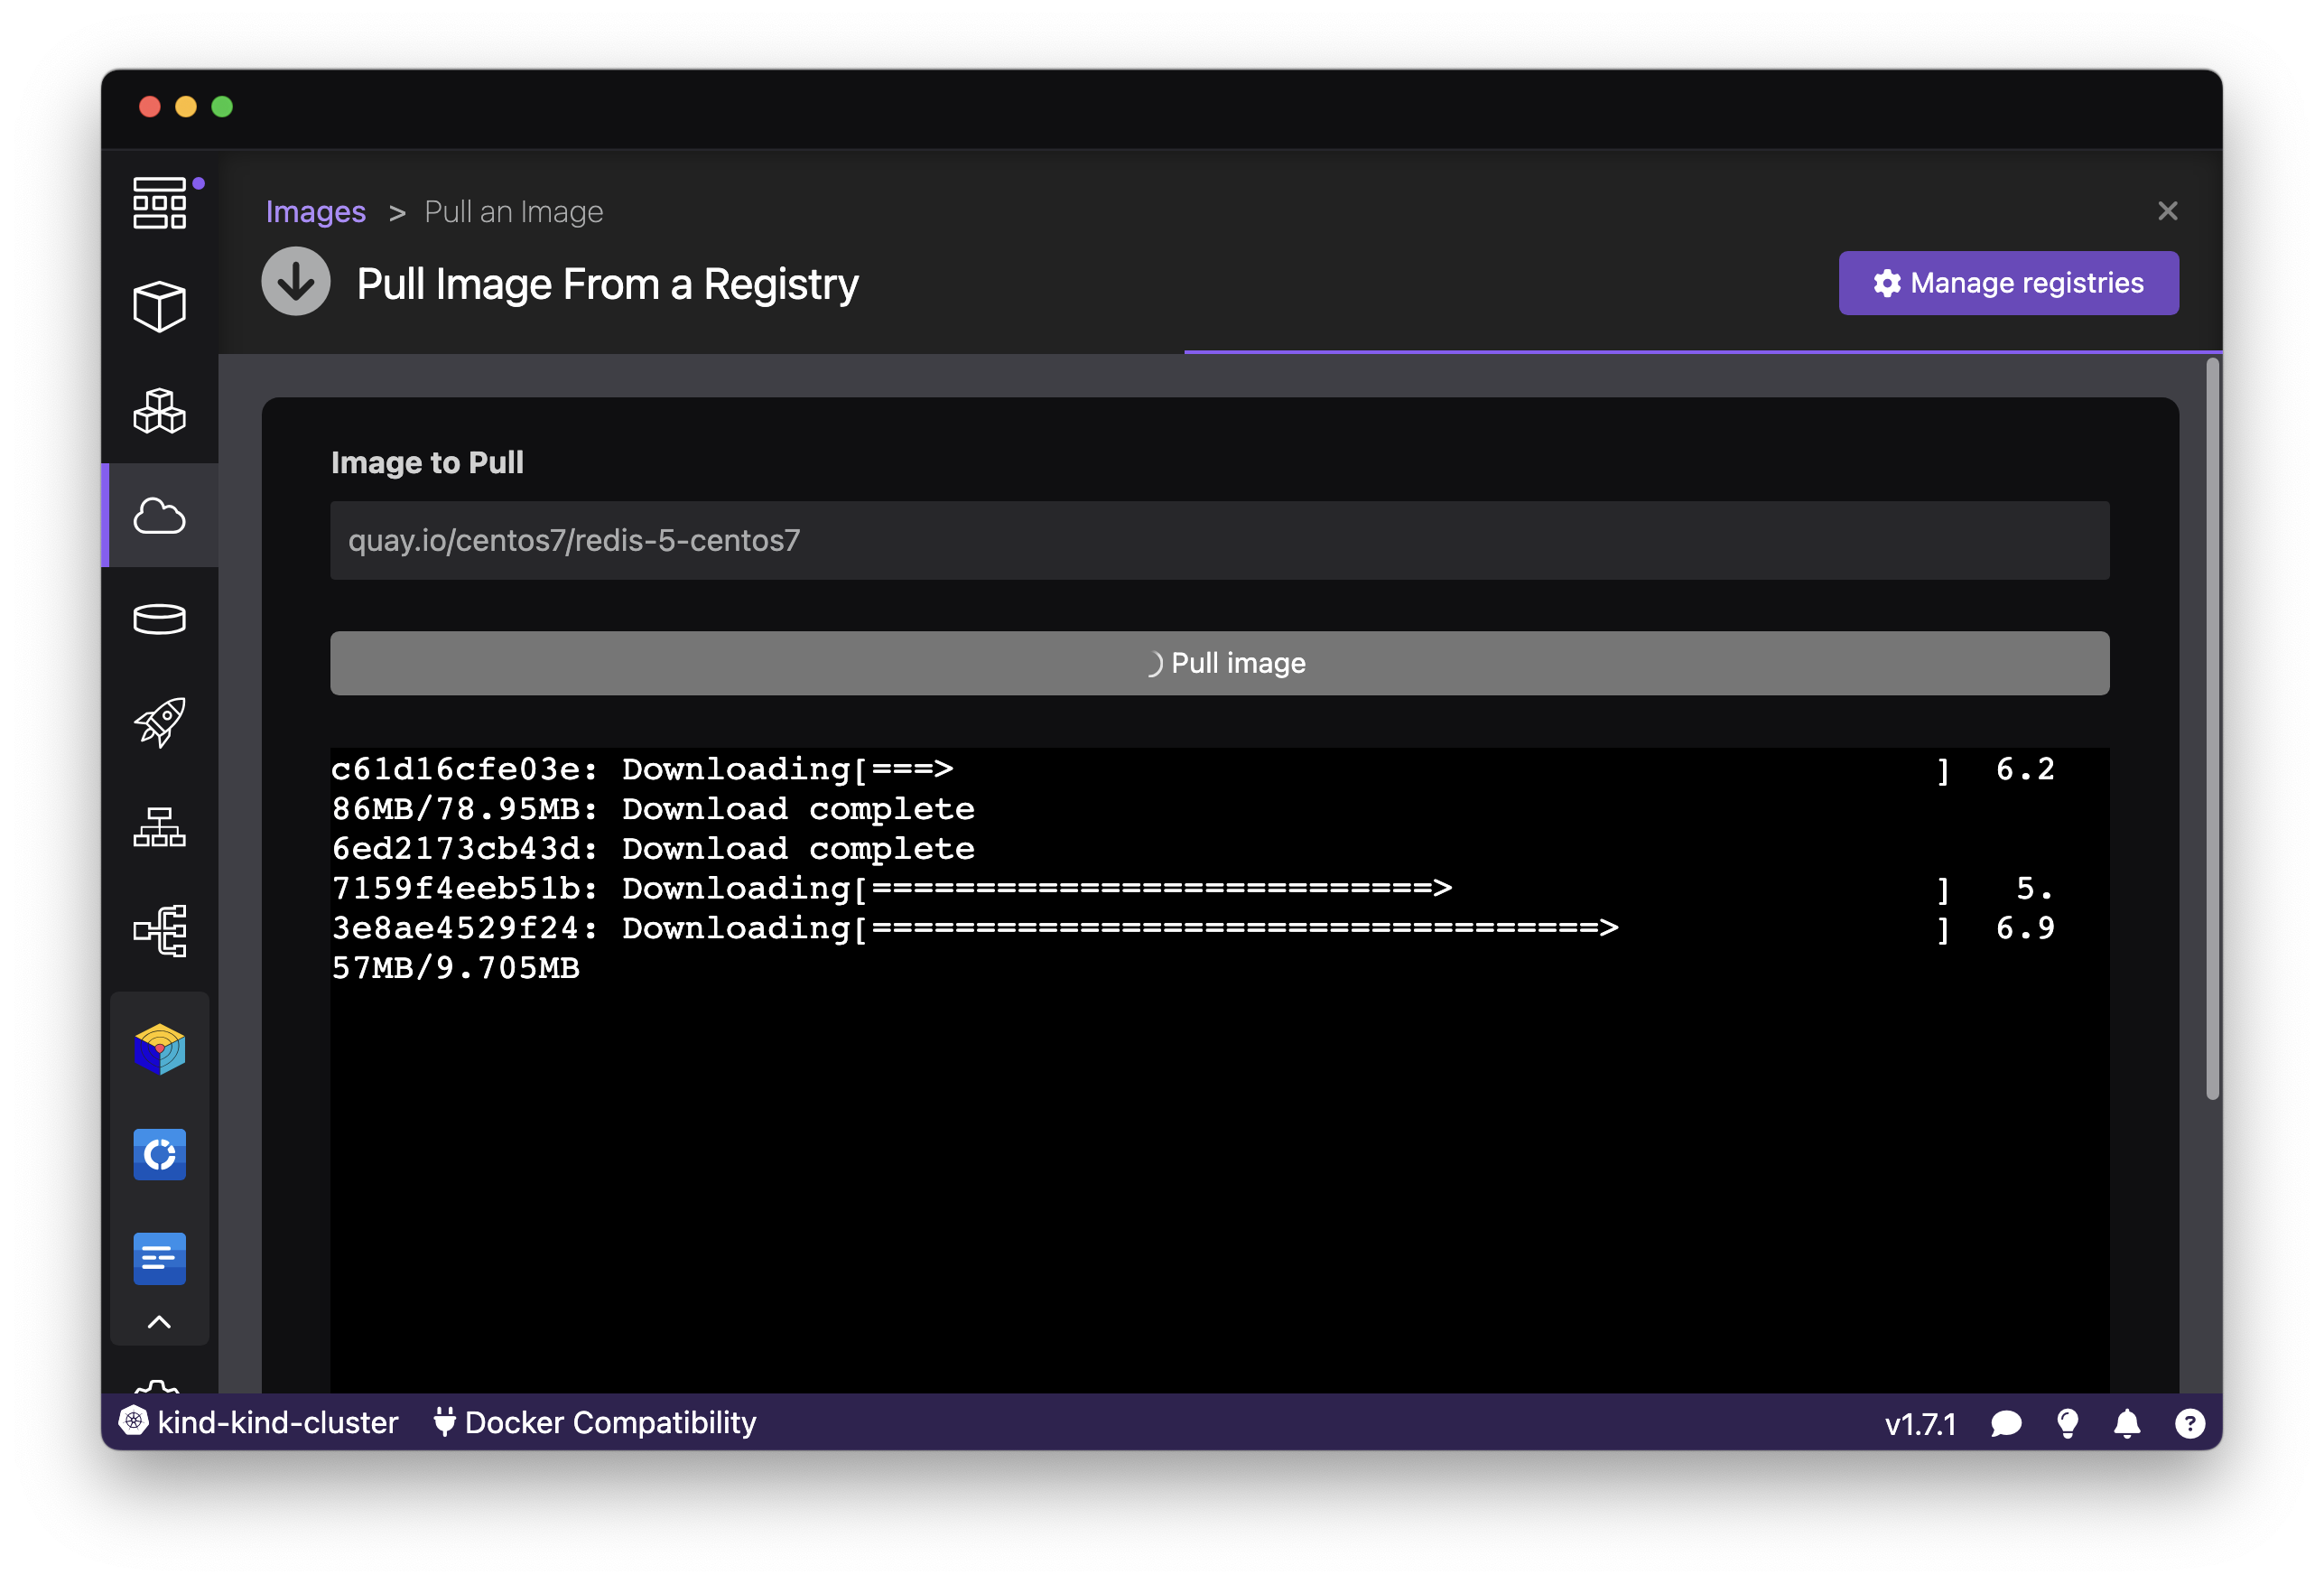 Images > Pull an Image
Pull Image From a Registry
Manage registries
Image to Pull
quay.io/centos7/redis-5-centos7
Pull image
c61d16cfe03e: Downloading[===>                                               ]  6.2
86MB/78.95MB: Download complete
6ed2173cb43d: Download complete
7159f4eeb51b: Downloading[===========================>                       ]   5.
3e8ae4529f24: Downloading[===================================>               ]  6.9
57MB/9.705MB
kind-kind-cluster Docker Compatibility v1.7.1